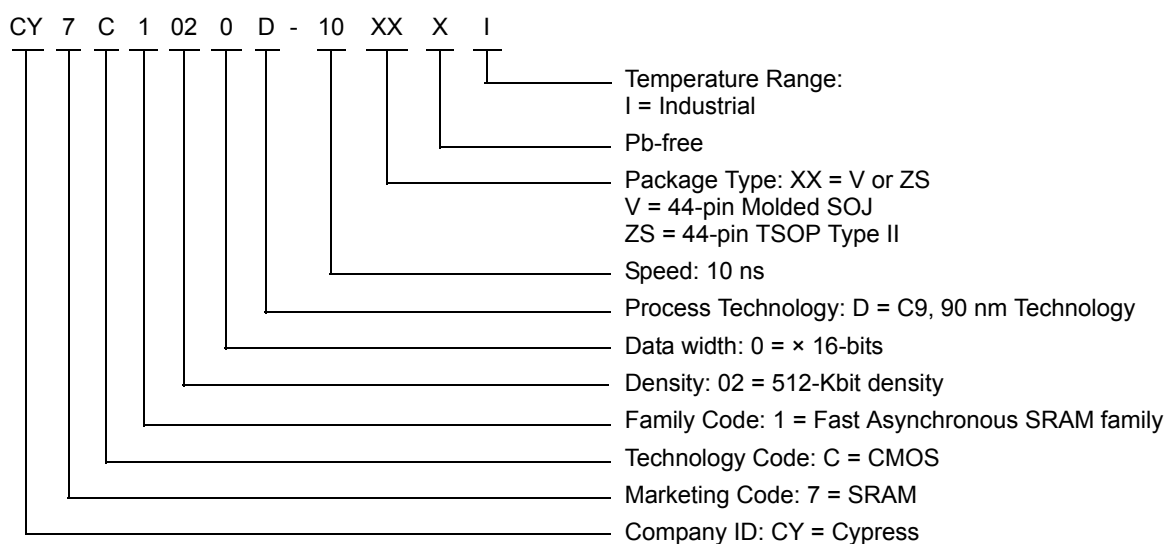 CY 7 C 1 02 0 D - 10 XX X I
Temperature Range:
I = Industrial
Pb-free
Package Type: XX = V or ZS
V = 44-pin Molded SOJ
ZS = 44-pin TSOP Type II
Speed: 10 ns
Process Technology: D = C9, 90 nm Technology
Data width: 0 = × 16-bits
Density: 02 = 512-Kbit density
Family Code: 1 = Fast Asynchronous SRAM family
Technology Code: C = CMOS
Marketing Code: 7 = SRAM
Company ID: CY = Cypress